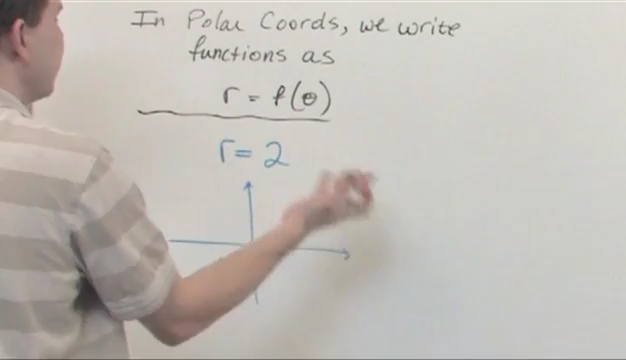 In Polar Coords, we write
functions as
r = f(θ)
r = 2